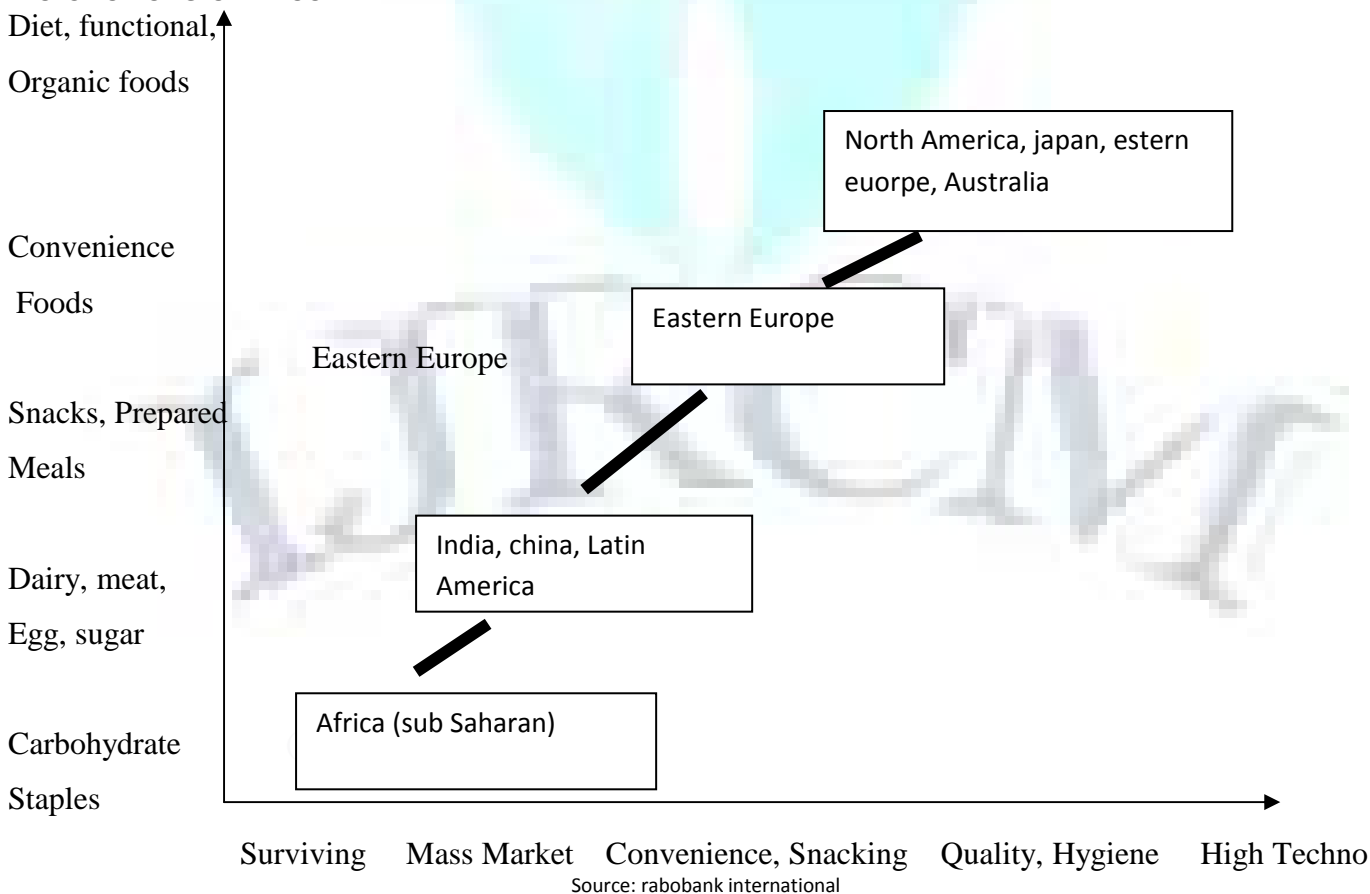 Diet, functional,
Organic foods
North America, japan, estern
euorpe, Australia
Convenience
Foods
Eastern Europe
Eastern Europe
Snacks, Prepared
Meals
India, china, Latin
America
Dairy, meat,
Egg, sugar
Africa (sub Saharan)
Carbohydrate
Staples
Surviving Mass Market Convenience, Snacking Quality, Hygiene High Techno
Source: rabobank international
IJRCM